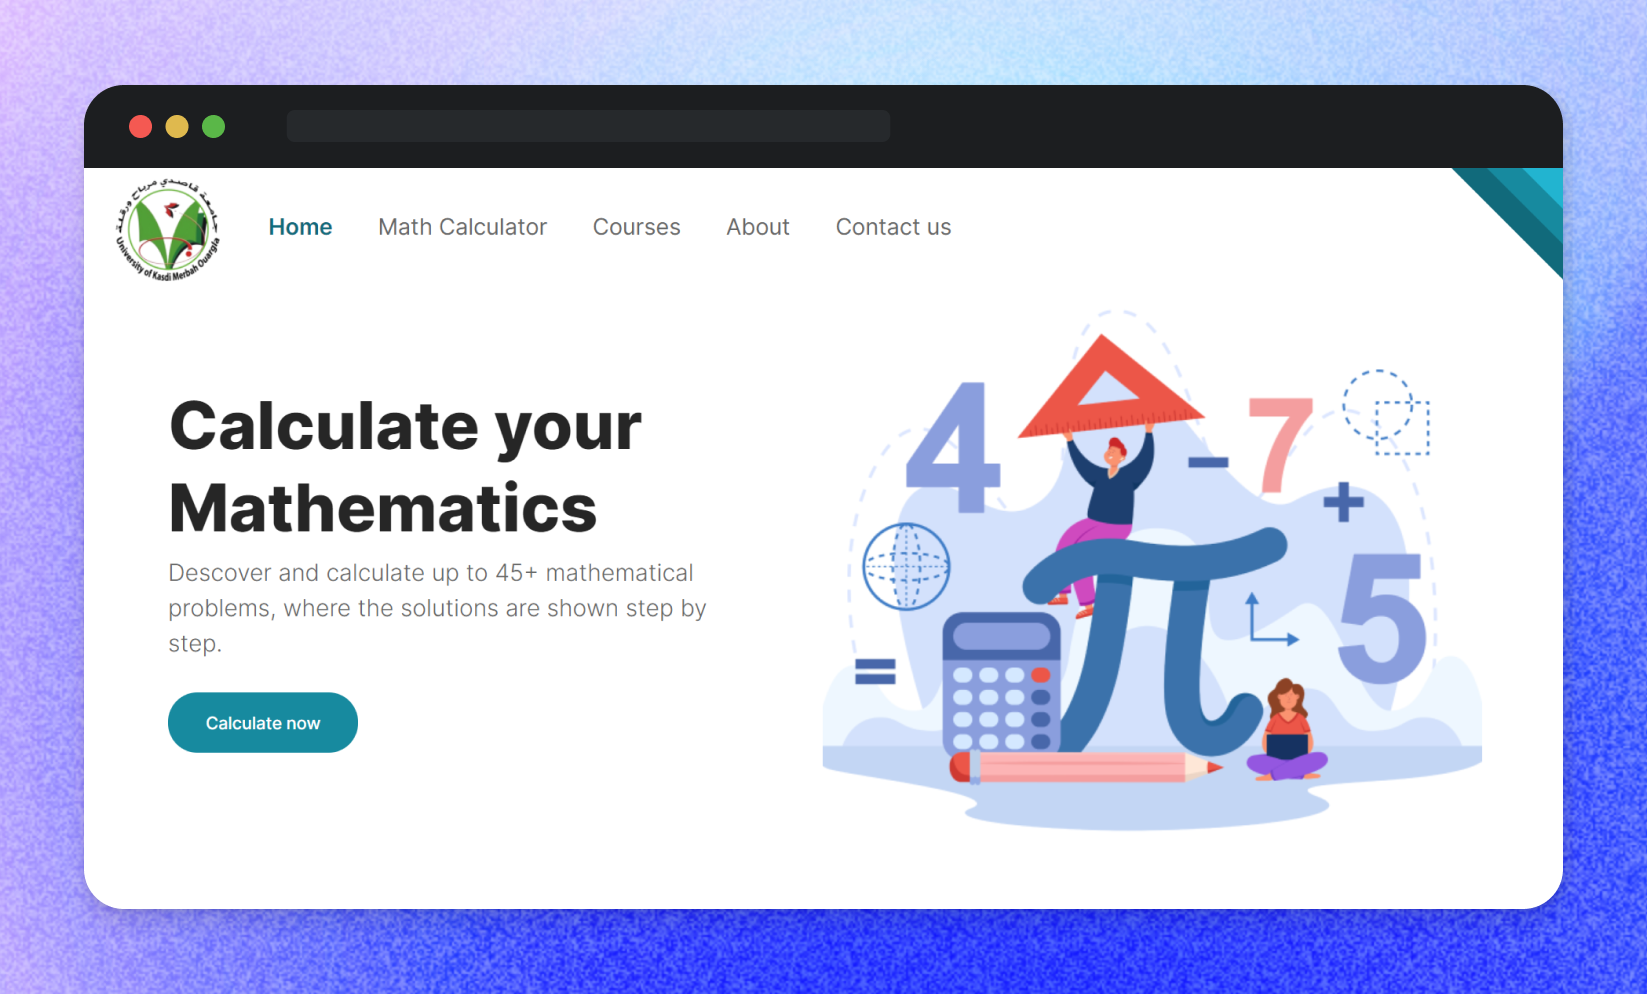 جامعة قاصدي مرباح ورقلة
University of Kasdi Merbah Ouargla
Home Math Calculator Courses About Contact us
Calculate your
Mathematics
Descover and calculate up to 45+ mathematical
problems, where the solutions are shown step by
step.
Calculate now
4
-
7
+
5
=
π